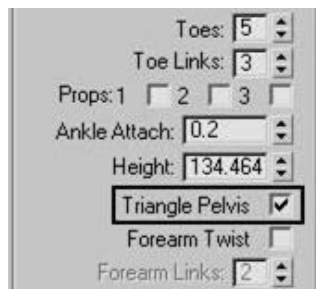 Toes: 5
Toe Links: 3
Props: 1 2 3
Ankle Attach: 0.2
Height: 134.464
Triangle Pelvis
Forearm Twist
Forearm Links: 2